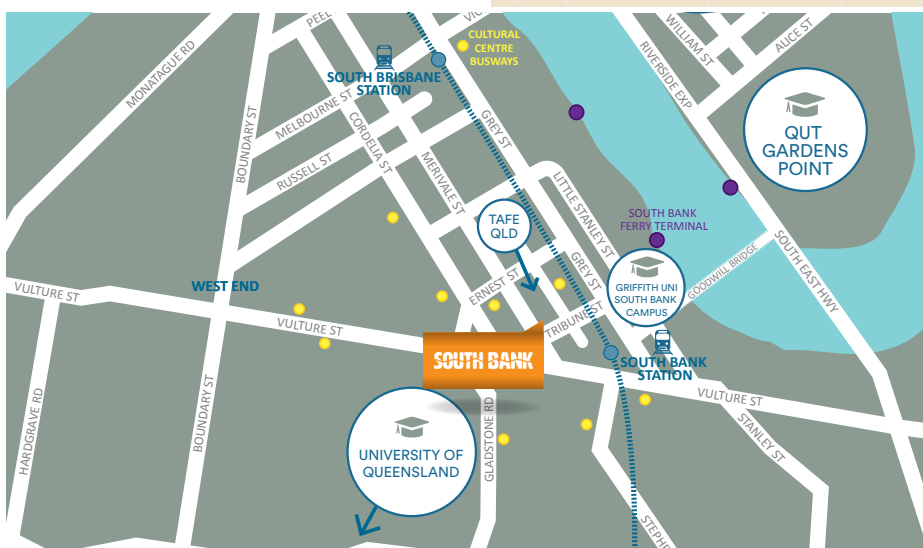 PEEL
VIC
CULTURAL
CENTRE
BUSWAYS
WILLIAM ST
ALICE ST
RIVERSIDE EXP
MONATAGUE RD
SOUTH BRISBANE
STATION
MELBOURNE ST
BOUNDARY ST
CORDELIA ST
GREY ST
QUT
GARDENS
POINT
RUSSELL ST
MERIVALE ST
LITTLE STANLEY ST
TAFE
QLD
SOUTH BANK
FERRY TERMINAL
GREY ST
SOUTH EAST HWY
GOODWILL BRIDGE
ERNEST ST
GRIFFITH UNI
SOUTH BANK
CAMPUS
WEST END
VULTURE ST
VULTURE ST
TRIBUNE ST
SOUTH BANK
SOUTH BANK
STATION
VULTURE ST
HARDGRAVE RD
BOUNDARY ST
GLADSTONE RD
STANLEY ST
UNIVERSITY OF
QUEENSLAND
STEPH